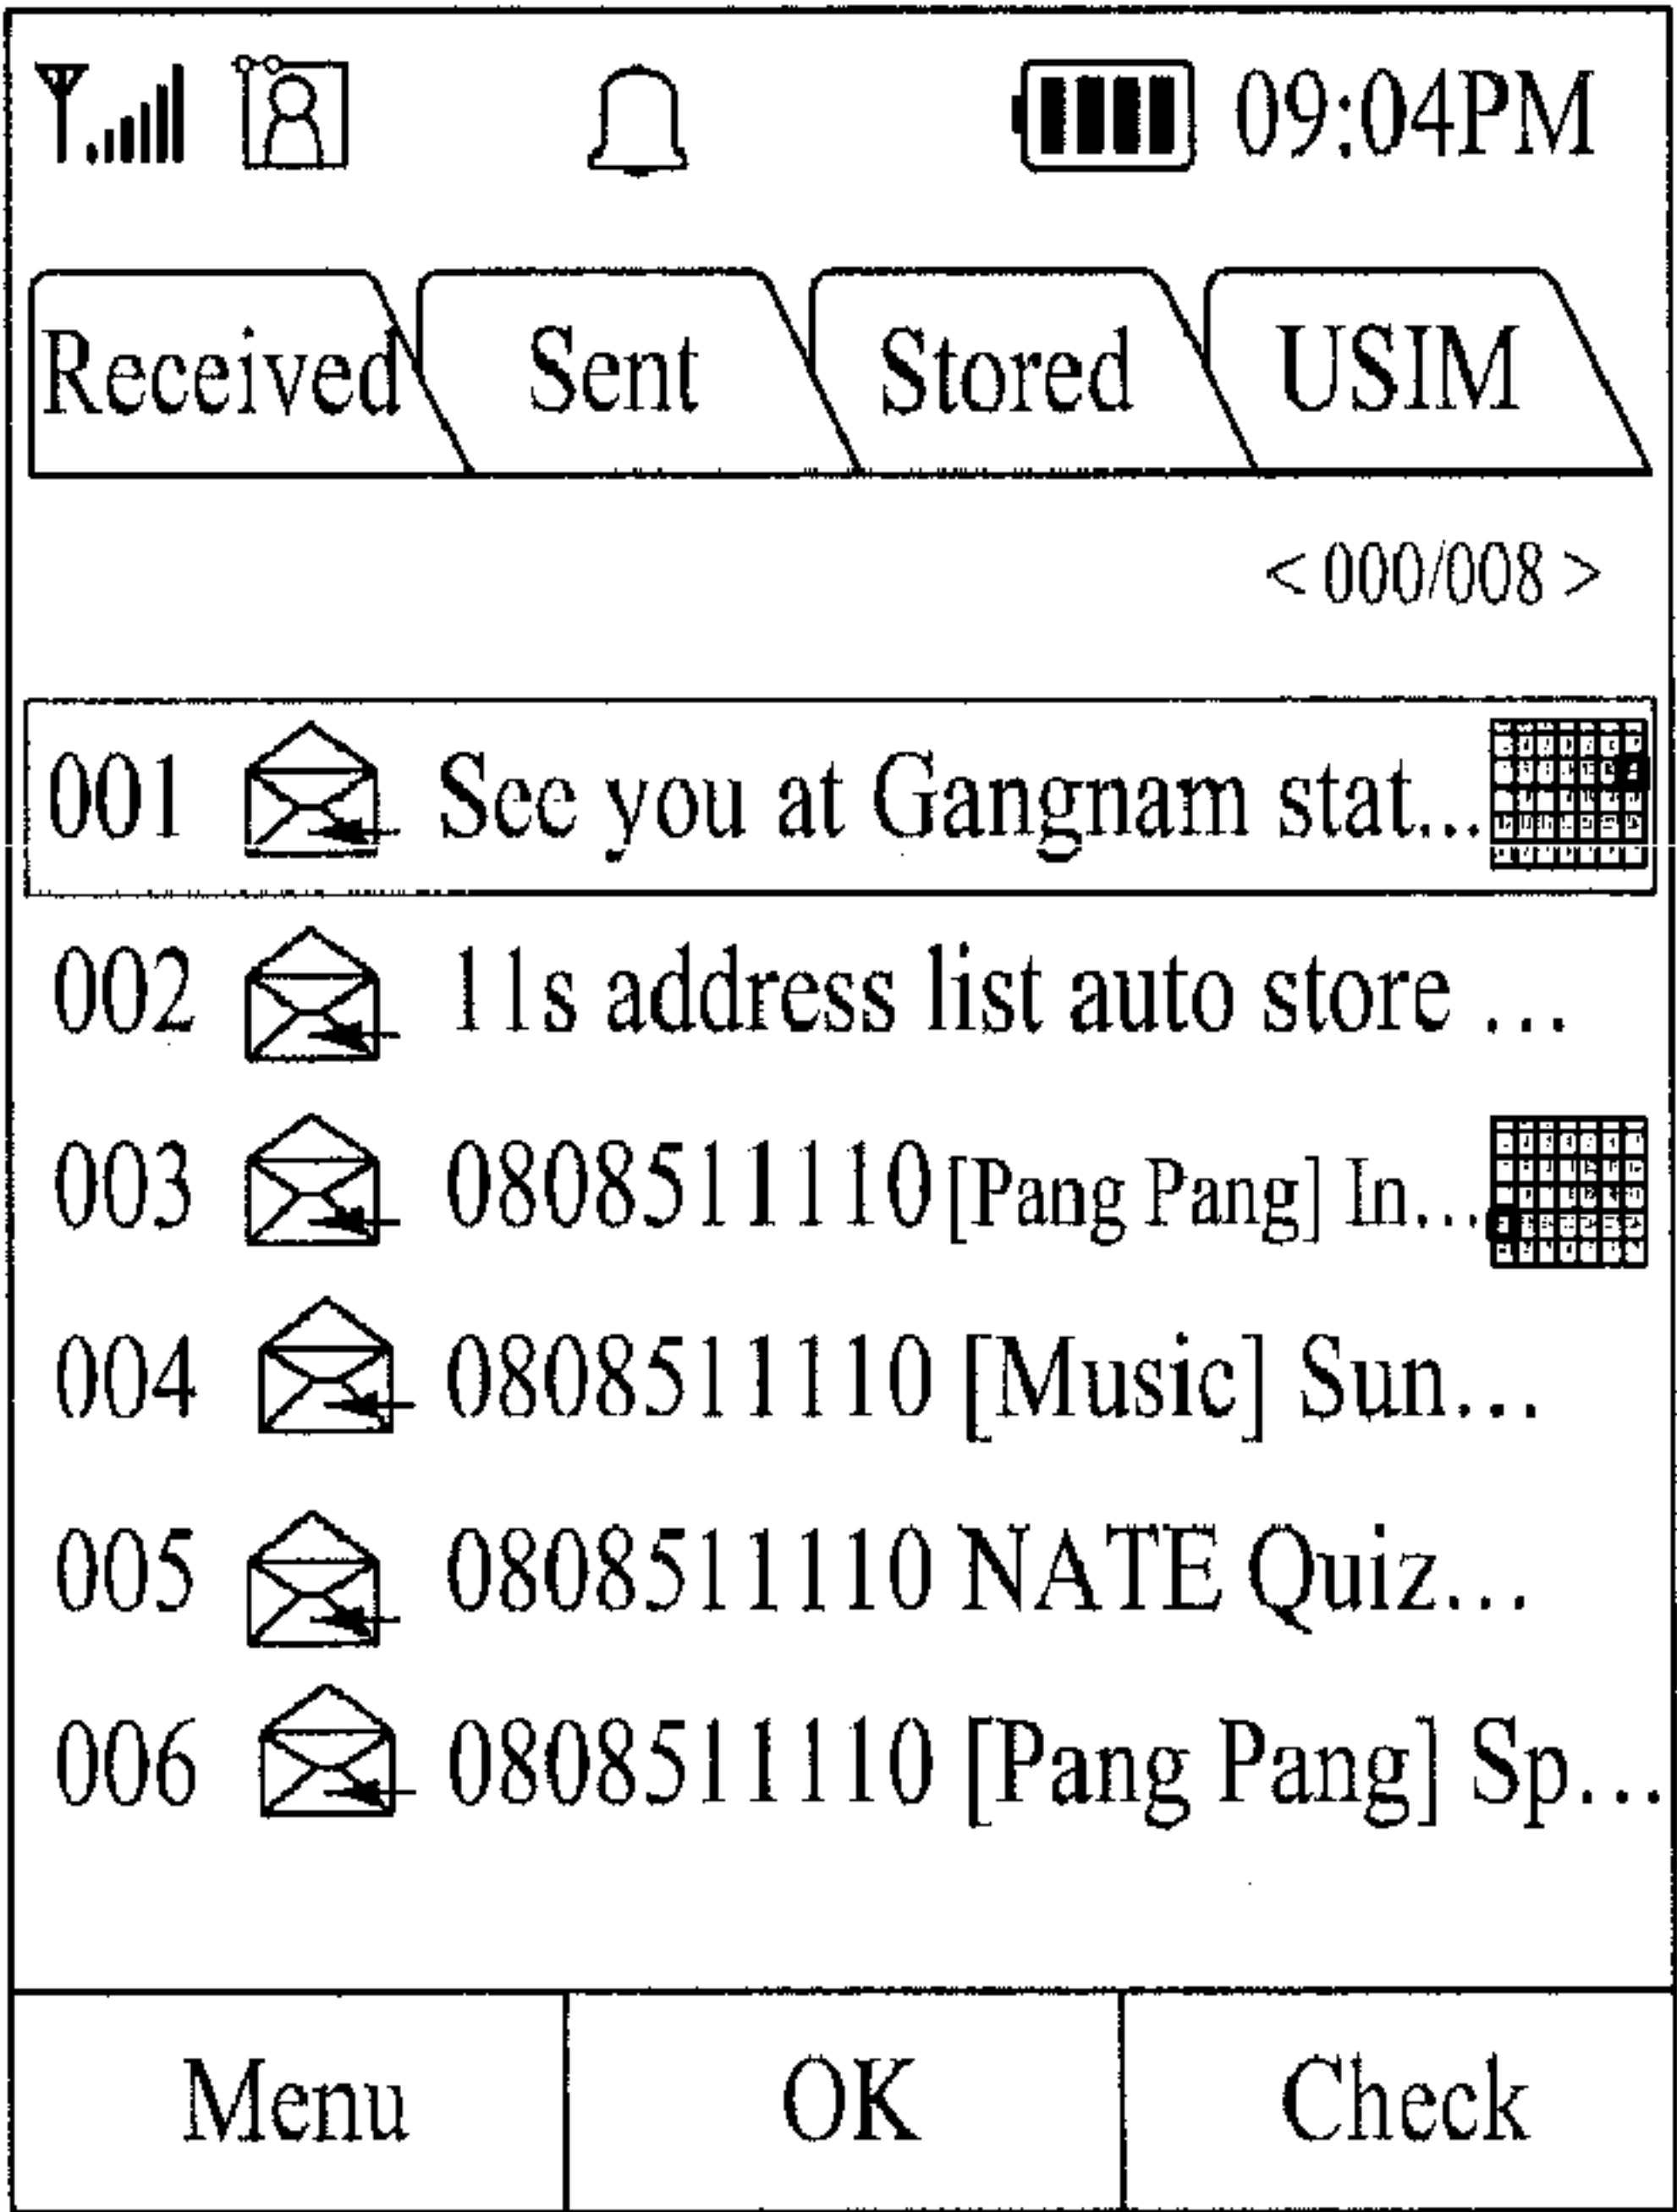 09:04PM
Received Sent Stored USIM
< 000/008 >
001 See you at Gangnam stat...
002 11s address list auto store ...
003 0808511110 [Pang Pang] In...
004 0808511110 [Music] Sun...
005 0808511110 NATE Quiz...
006 0808511110 [Pang Pang] Sp...
Menu OK Check